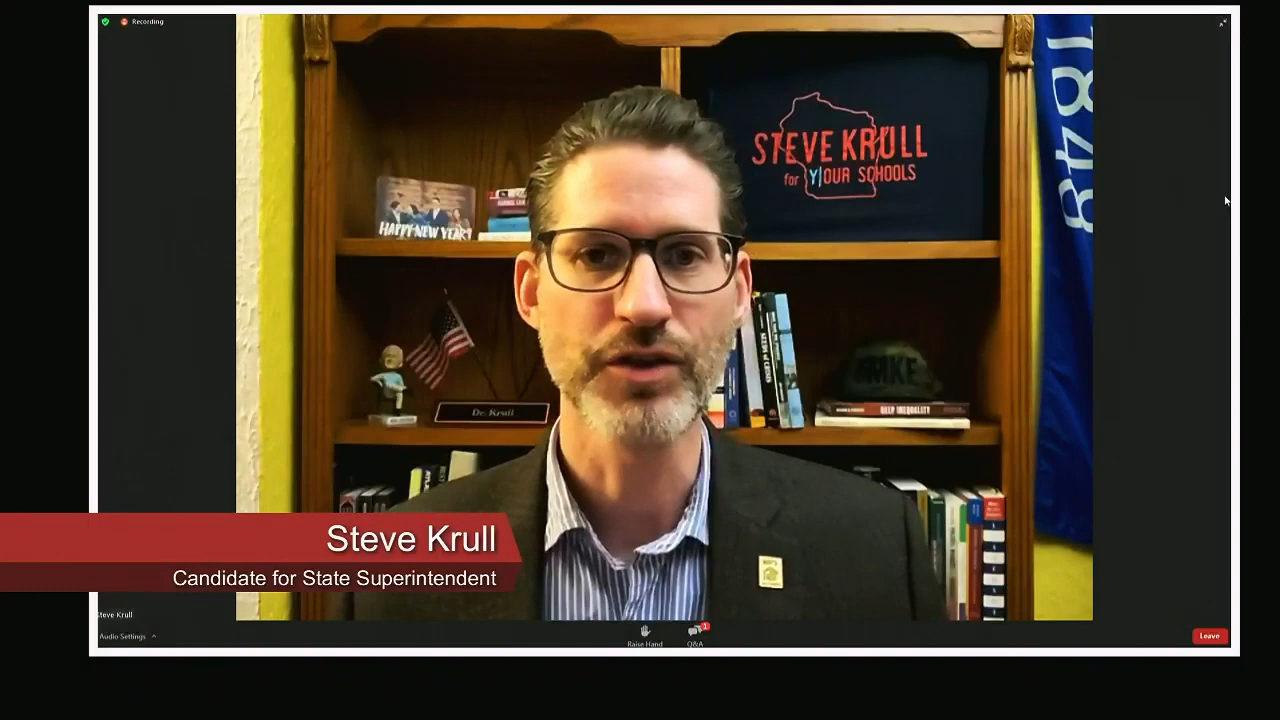 Recording
STEVE KRULL
for Y|OUR SCHOOLS
1848
HAPPY NEW YEAR!
Dr. Krull
DEEP INEQUALITY
Steve Krull
Candidate for State Superintendent
Steve Krull
Audio Settings
Raise Hand
1
Q&A
Leave